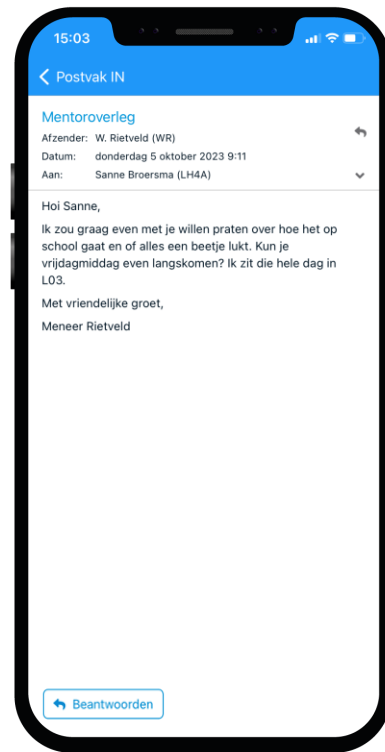 15:03
Postvak IN
Mentoroverleg
Afzender: W. Rietveld (WR)
Datum: donderdag 5 oktober 2023 9:11
Aan: Sanne Broersma (LH4A)
Hoi Sanne,
Ik zou graag even met je willen praten over hoe het op
school gaat en of alles een beetje lukt. Kun je
vrijdagmiddag even langskomen? Ik zit die hele dag in
L03.
Met vriendelijke groet,
Meneer Rietveld
Beantwoorden